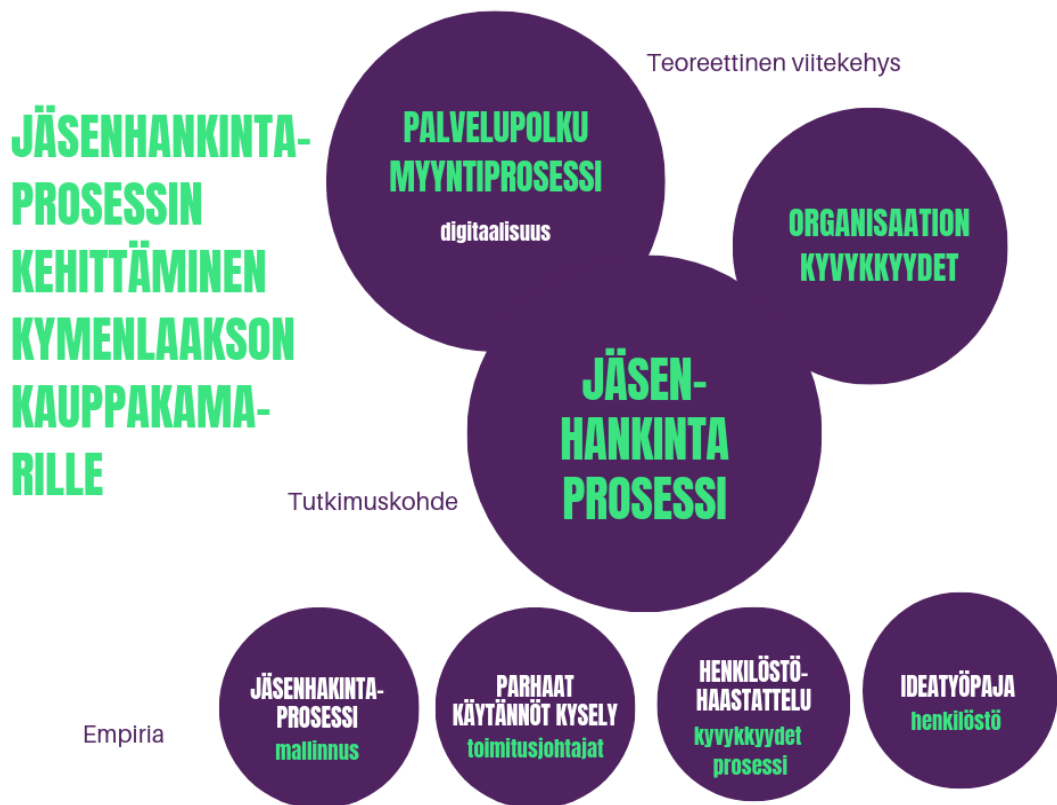 JÄSENHANKINTA-
PROSESSIN
KEHITTÄMINEN
KYMENLAAKSON
KAUPPAKAMA-
RILLE
Teoreettinen viitekehys
PALVELUPOLKU
MYYNTIPROSESSI
digitaalisuus
ORGANISAATION
KYVYKKYYDET
JÄSEN-
HANKINTA
PROSESSI
Tutkimuskohde
Empiria
JÄSENHAKINTA-
PROSESSI
mallinnus
PARHAAT
KÄYTÄNNÖT KYSELY
toimitusjohtajat
HENKILÖSTÖ-
HAASTATTELU
kyvykkyydet
prosessi
IDEATYÖPAJA
henkilöstö